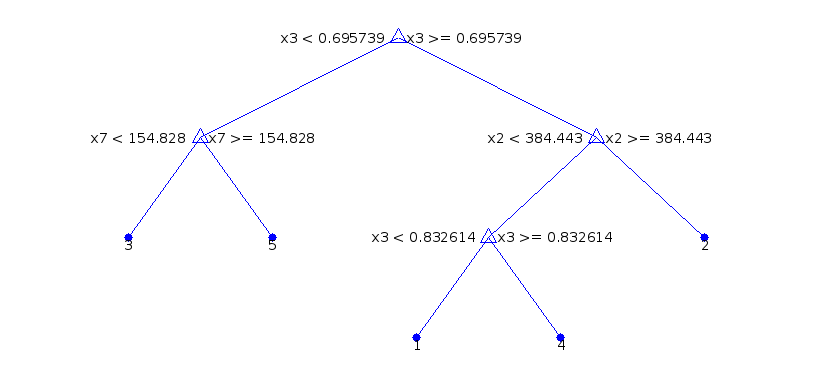 x3 < 0.695739 x3 >= 0.695739
x7 < 154.828 x7 >= 154.828 x2 < 384.443 x2 >= 384.443
3 5 x3 < 0.832614 x3 >= 0.832614 2
1 4